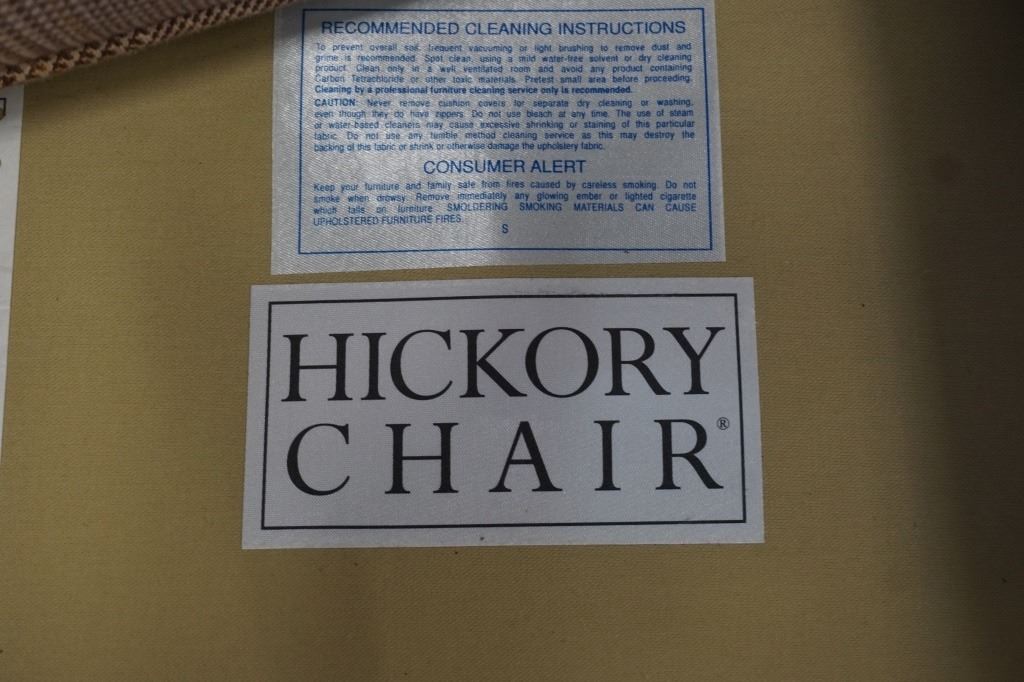 RECOMMENDED CLEANING INSTRUCTIONS
To prevent overall soil, frequent vacuuming or light brushing to remove dust and
grime is recommended. Spot clean, using a mild water-free solvent or dry cleaning
product. Clean only in a well ventilated room and avoid any product containing
Carbon Tetrachloride or other toxic materials. Pretest small area before proceeding.
Cleaning by a professional furniture cleaning service only is recommended.
CAUTION: Never remove cushion covers for separate dry cleaning or washing,
even though they do have zippers. Do not use bleach at any time. The use of steam
or water-based cleaners may cause excessive shrinking or staining of this particular
fabric. Do not use any tumble method cleaning service as this may destroy the
backing of this fabric or shrink or otherwise damage the upholstery fabric.
CONSUMER ALERT
Keep your furniture and family safe from fires caused by careless smoking. Do not
smoke when drowsy. Remove immediately any glowing ember or lighted cigarette
which falls on furniture. SMOLDERING SMOKING MATERIALS CAN CAUSE
UPHOLSTERED FURNITURE FIRES.
S
HICKORY
CHAIR®